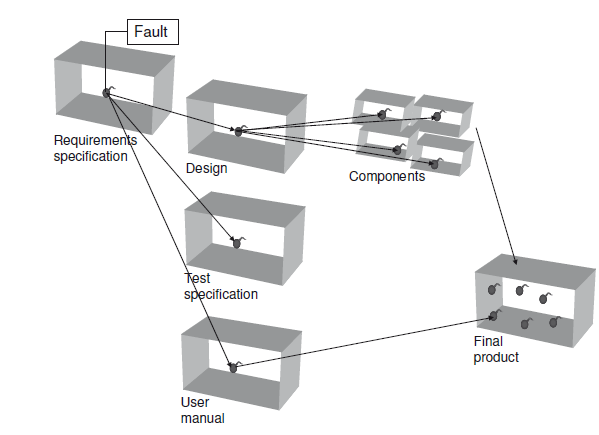 Fault
Requirements
specification
Design
Components
Test
specification
Final
product
User
manual